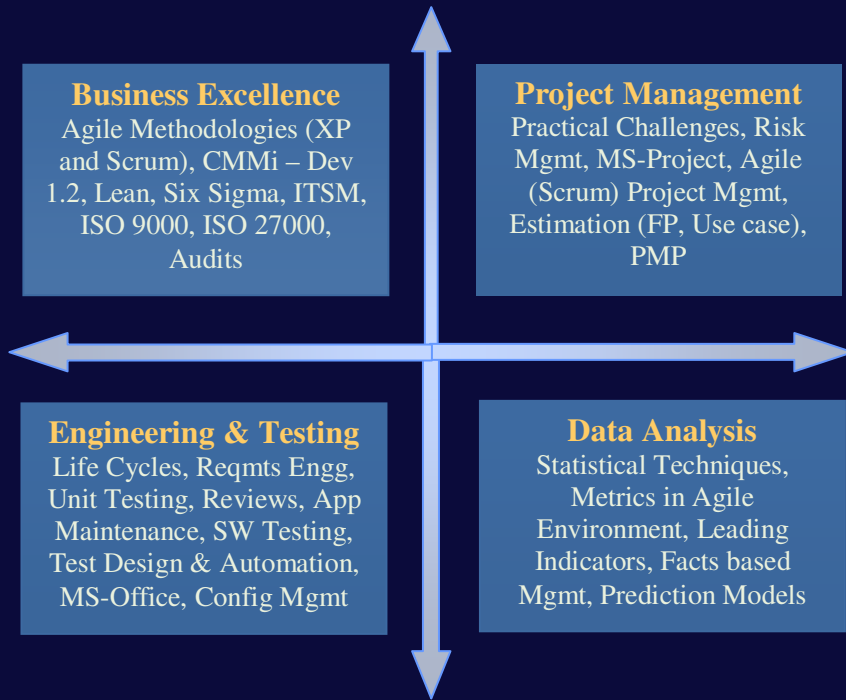 Business Excellence
Agile Methodologies (XP
and Scrum), CMMi – Dev
1.2, Lean, Six Sigma, ITSM,
ISO 9000, ISO 27000,
Audits
Project Management
Practical Challenges, Risk
Mgmt, MS-Project, Agile
(Scrum) Project Mgmt,
Estimation (FP, Use case),
PMP
Engineering & Testing
Life Cycles, Reqmts Engg,
Unit Testing, Reviews, App
Maintenance, SW Testing,
Test Design & Automation,
MS-Office, Config Mgmt
Data Analysis
Statistical Techniques,
Metrics in Agile
Environment, Leading
Indicators, Facts based
Mgmt, Prediction Models